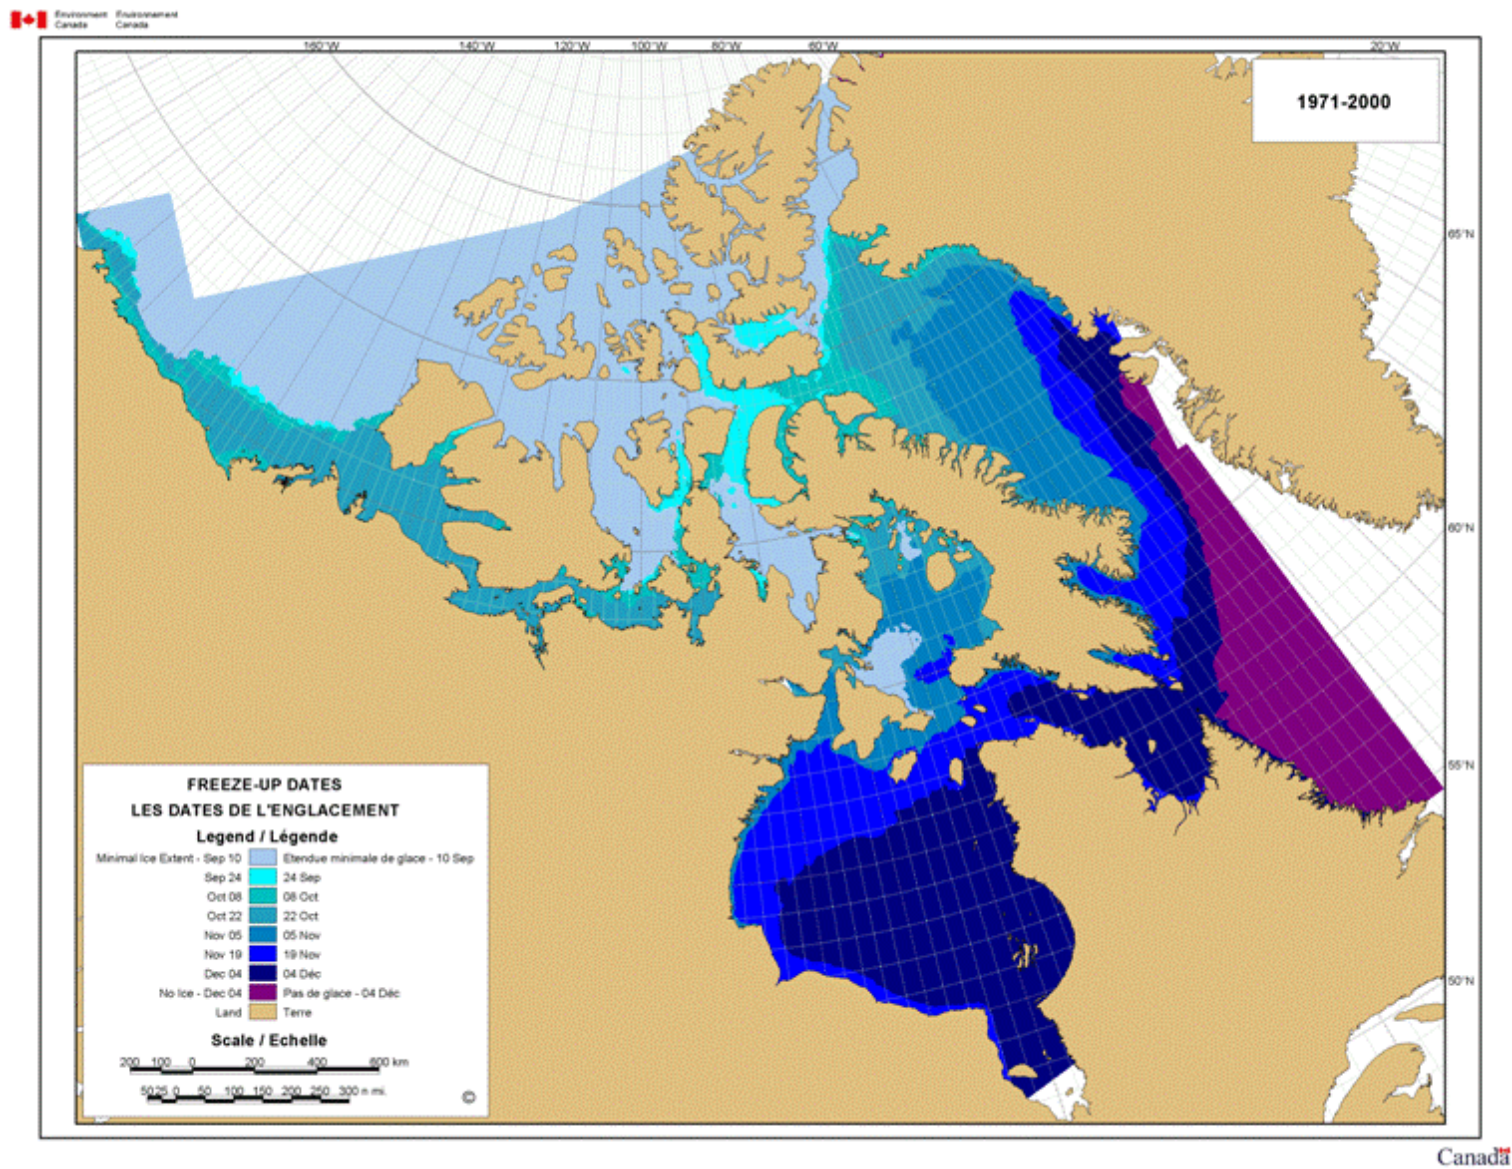 Environment Environnement
Canada Canada
160°W 140°W 120°W 100°W 80°W 60°W 20°W
1971-2000
65°N
60°N
55°N
50°N
FREEZE-UP DATES
LES DATES DE L'ENGLACEMENT
Legend / Légende
Minimal Ice Extent - Sep 10 Etendue minimale de glace - 10 Sep
Sep 24 24 Sep
Oct 08 08 Oct
Oct 22 22 Oct
Nov 05 05 Nov
Nov 19 19 Nov
Dec 04 04 Déc
No Ice - Dec 04 Pas de glace - 04 Déc
Land Terre
Scale / Echelle
200 100 0 200 400 600 km
50 25 0 50 100 150 200 250 300 n mi.
©
Canada